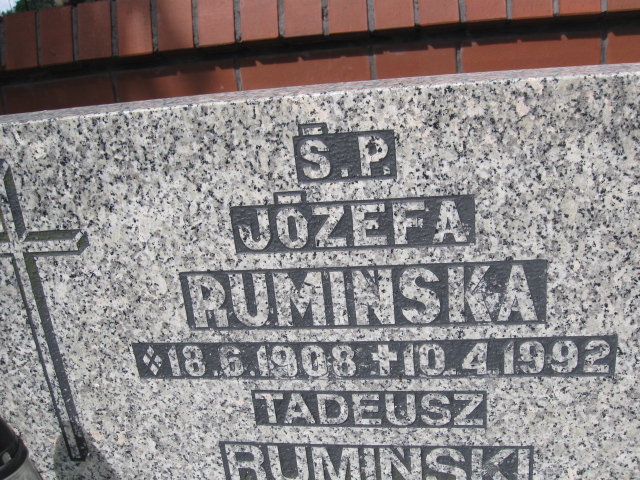 Ś.P.
JÓZEFA
RUMINSKA
18.6.1908 ✝10.4.1992
TADEUSZ
RUMINSKI